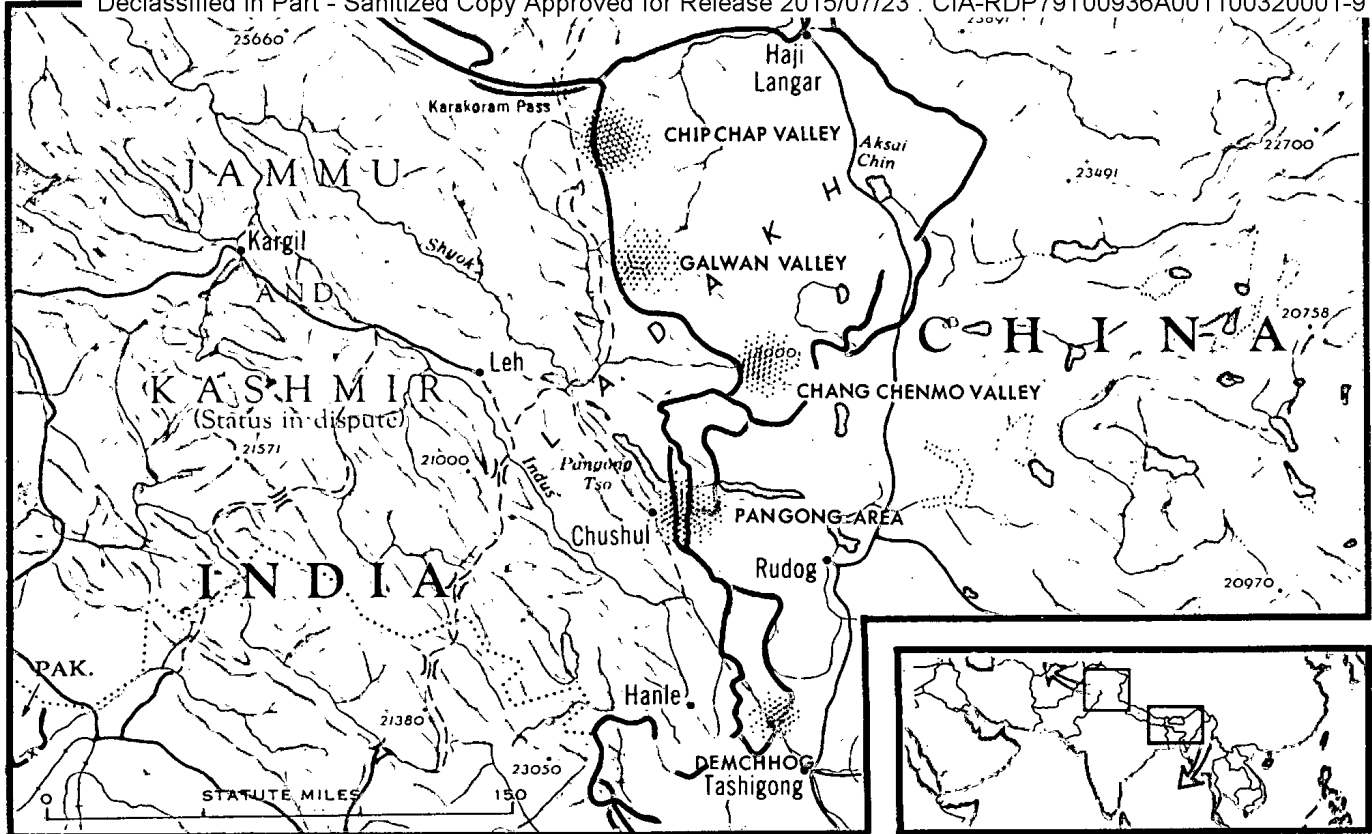 Declassified in Part - Sanitized Copy Approved for Release 2015/07/23 : CIA-RDP79T00936A001100320001-9
25660
Haji
Langar
Karakoram Pass
CHIP CHAP VALLEY
Aksai
Chin
22700
23491
JAMMU
Kargil
Shyok
GALWAN VALLEY
AND
LADAKH
CHINA
20758
Leh
KASHMIR
(Status in dispute)
CHANG CHENMO VALLEY
21571
21000
Indus
Pangong
Tso
PANGONG AREA
Chushul
Rudog
INDIA
20970
PAK.
Hanle
21380
DEMCHHOG
Tashigong
23050
0 STATUTE MILES 150